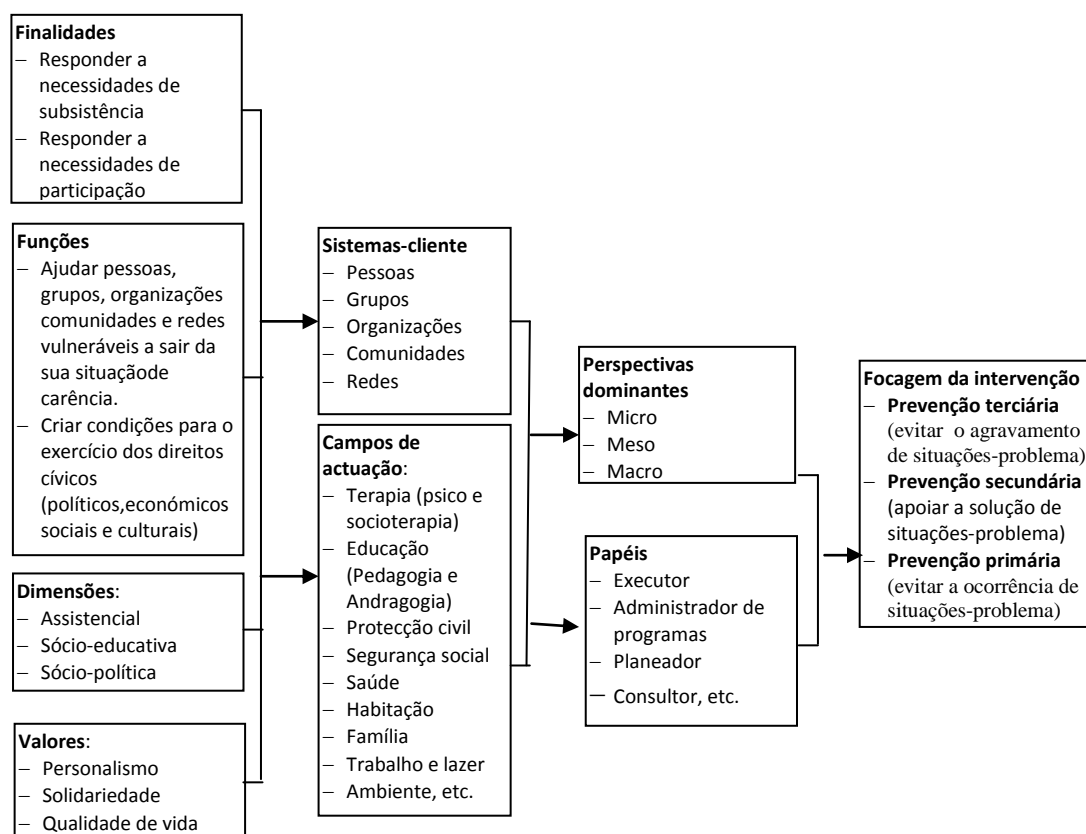 Finalidades
– Responder a
necessidades de
subsistência
– Responder a
necessidades de
participação
Funções
– Ajudar pessoas,
grupos, organizações
comunidades e redes
vulneráveis a sair da
sua situaçãode
carência.
– Criar condições para o
exercício dos direitos
cívicos
(políticos,económicos
sociais e culturais)
Dimensões:
– Assistencial
– Sócio-educativa
– Sócio-política
Valores:
– Personalismo
– Solidariedade
– Qualidade de vida
Sistemas-cliente
– Pessoas
– Grupos
– Organizações
– Comunidades
– Redes
Campos de
actuação:
– Terapia (psico e
socioterapia)
– Educação
(Pedagogia e
Andragogia)
– Protecção civil
– Segurança social
– Saúde
– Habitação
– Família
– Trabalho e lazer
– Ambiente, etc.
Perspectivas
dominantes
– Micro
– Meso
– Macro
Papéis
– Executor
– Administrador de
programas
– Planeador
– Consultor, etc.
Focagem da intervenção
– Prevenção terciária
(evitar o agravamento
de situações-problema)
– Prevenção secundária
(apoiar a solução de
situações-problema)
– Prevenção primária
(evitar a ocorrência de
situações-problema)